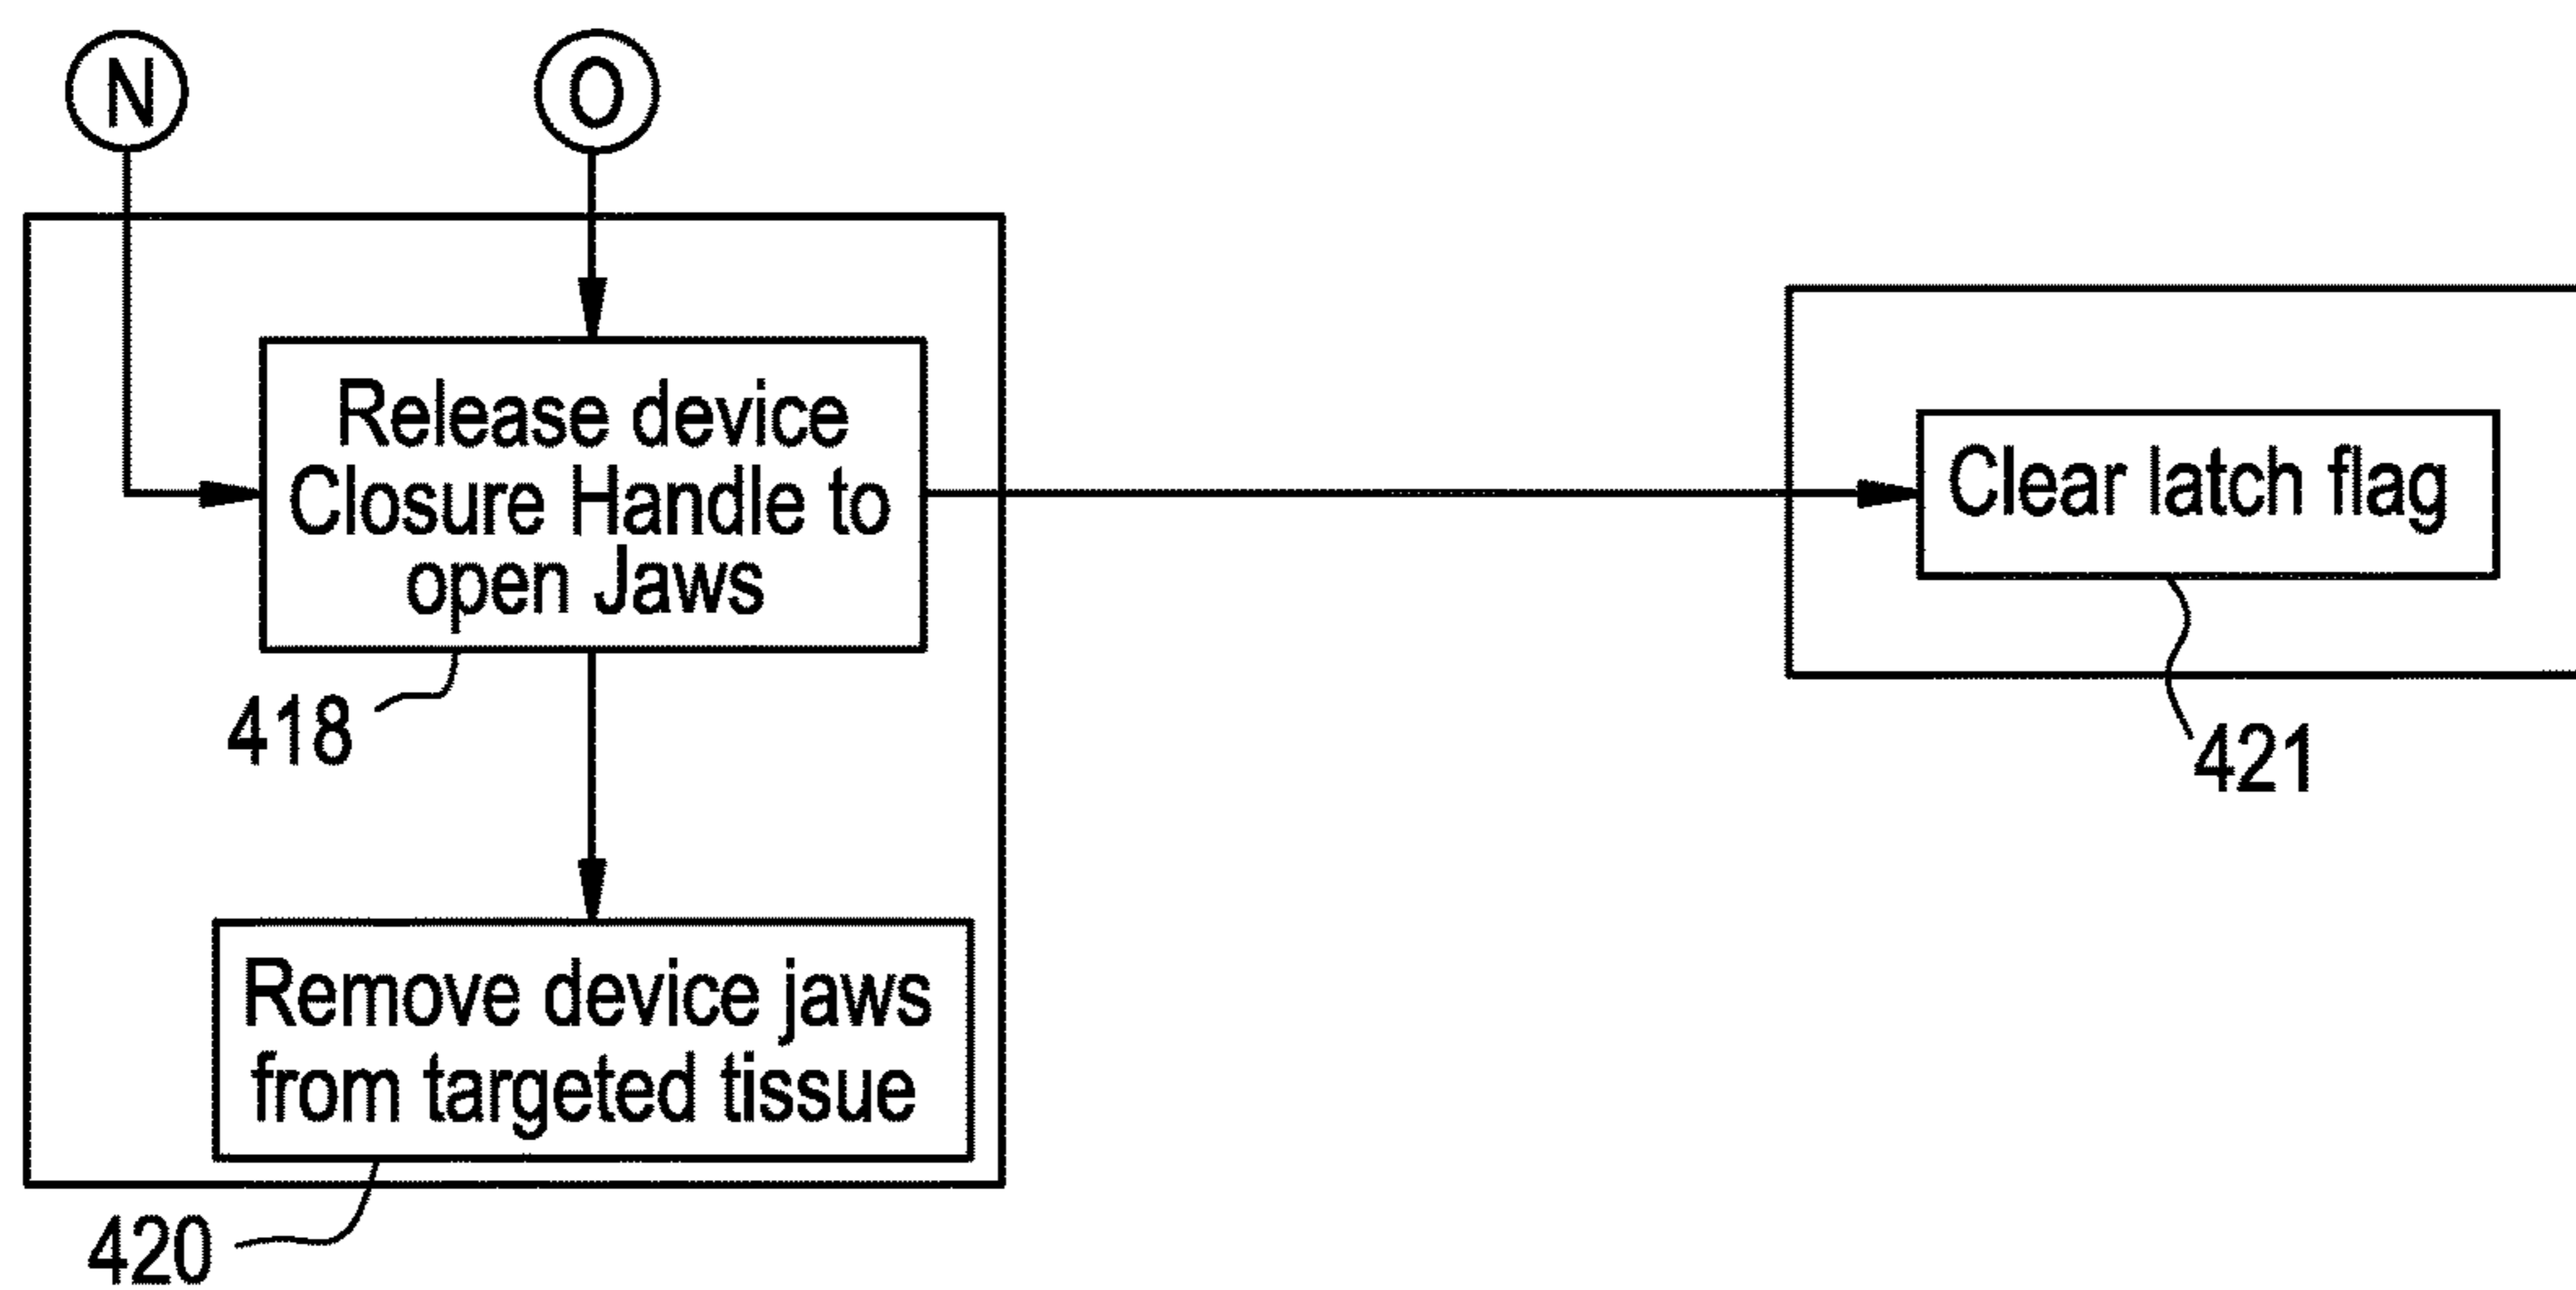 N
O
Release device
Closure Handle to
open Jaws
418
Clear latch flag
421
Remove device jaws
from targeted tissue
420